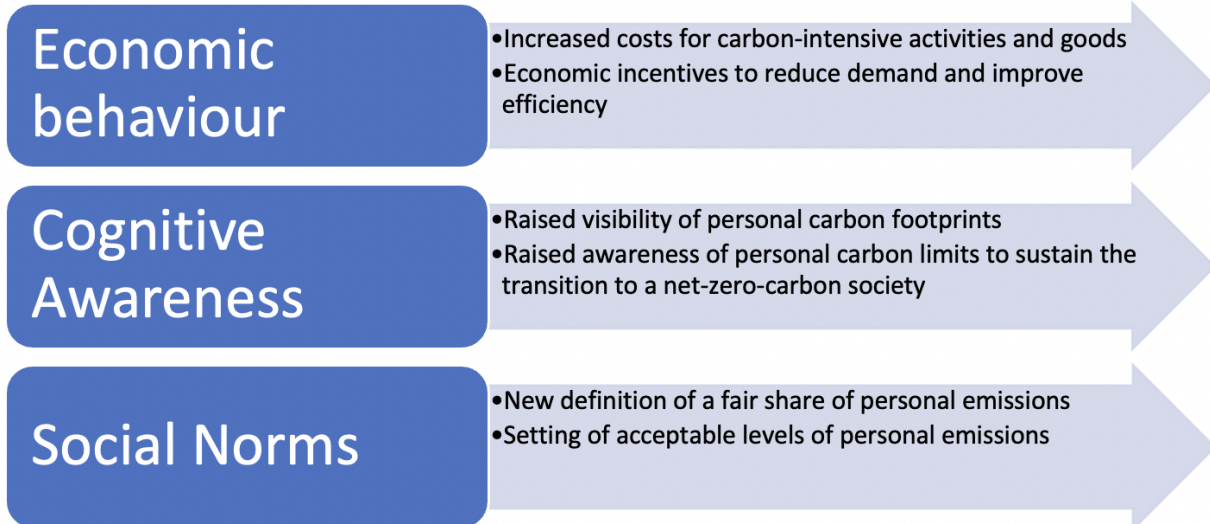 Economic
behaviour
•Increased costs for carbon-intensive activities and goods
•Economic incentives to reduce demand and improve
efficiency
Cognitive
Awareness
•Raised visibility of personal carbon footprints
•Raised awareness of personal carbon limits to sustain the
transition to a net-zero-carbon society
Social Norms
•New definition of a fair share of personal emissions
•Setting of acceptable levels of personal emissions